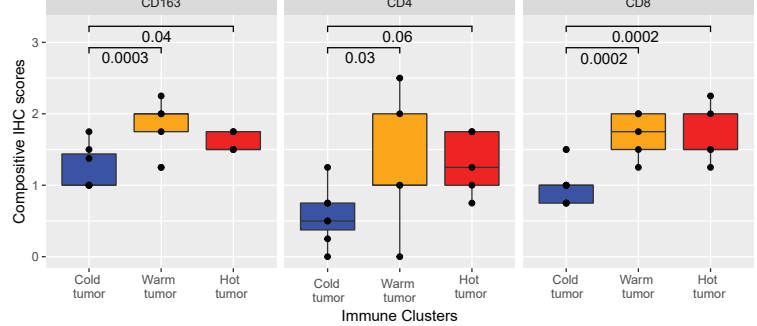 CD163 CD4 CD8
0.04 0.06 0.0002
0.0003 0.03 0.0002
3
2
1
0
Compositive IHC scores
Cold tumor Warm tumor Hot tumor
Cold tumor Warm tumor Hot tumor
Cold tumor Warm tumor Hot tumor
Immune Clusters